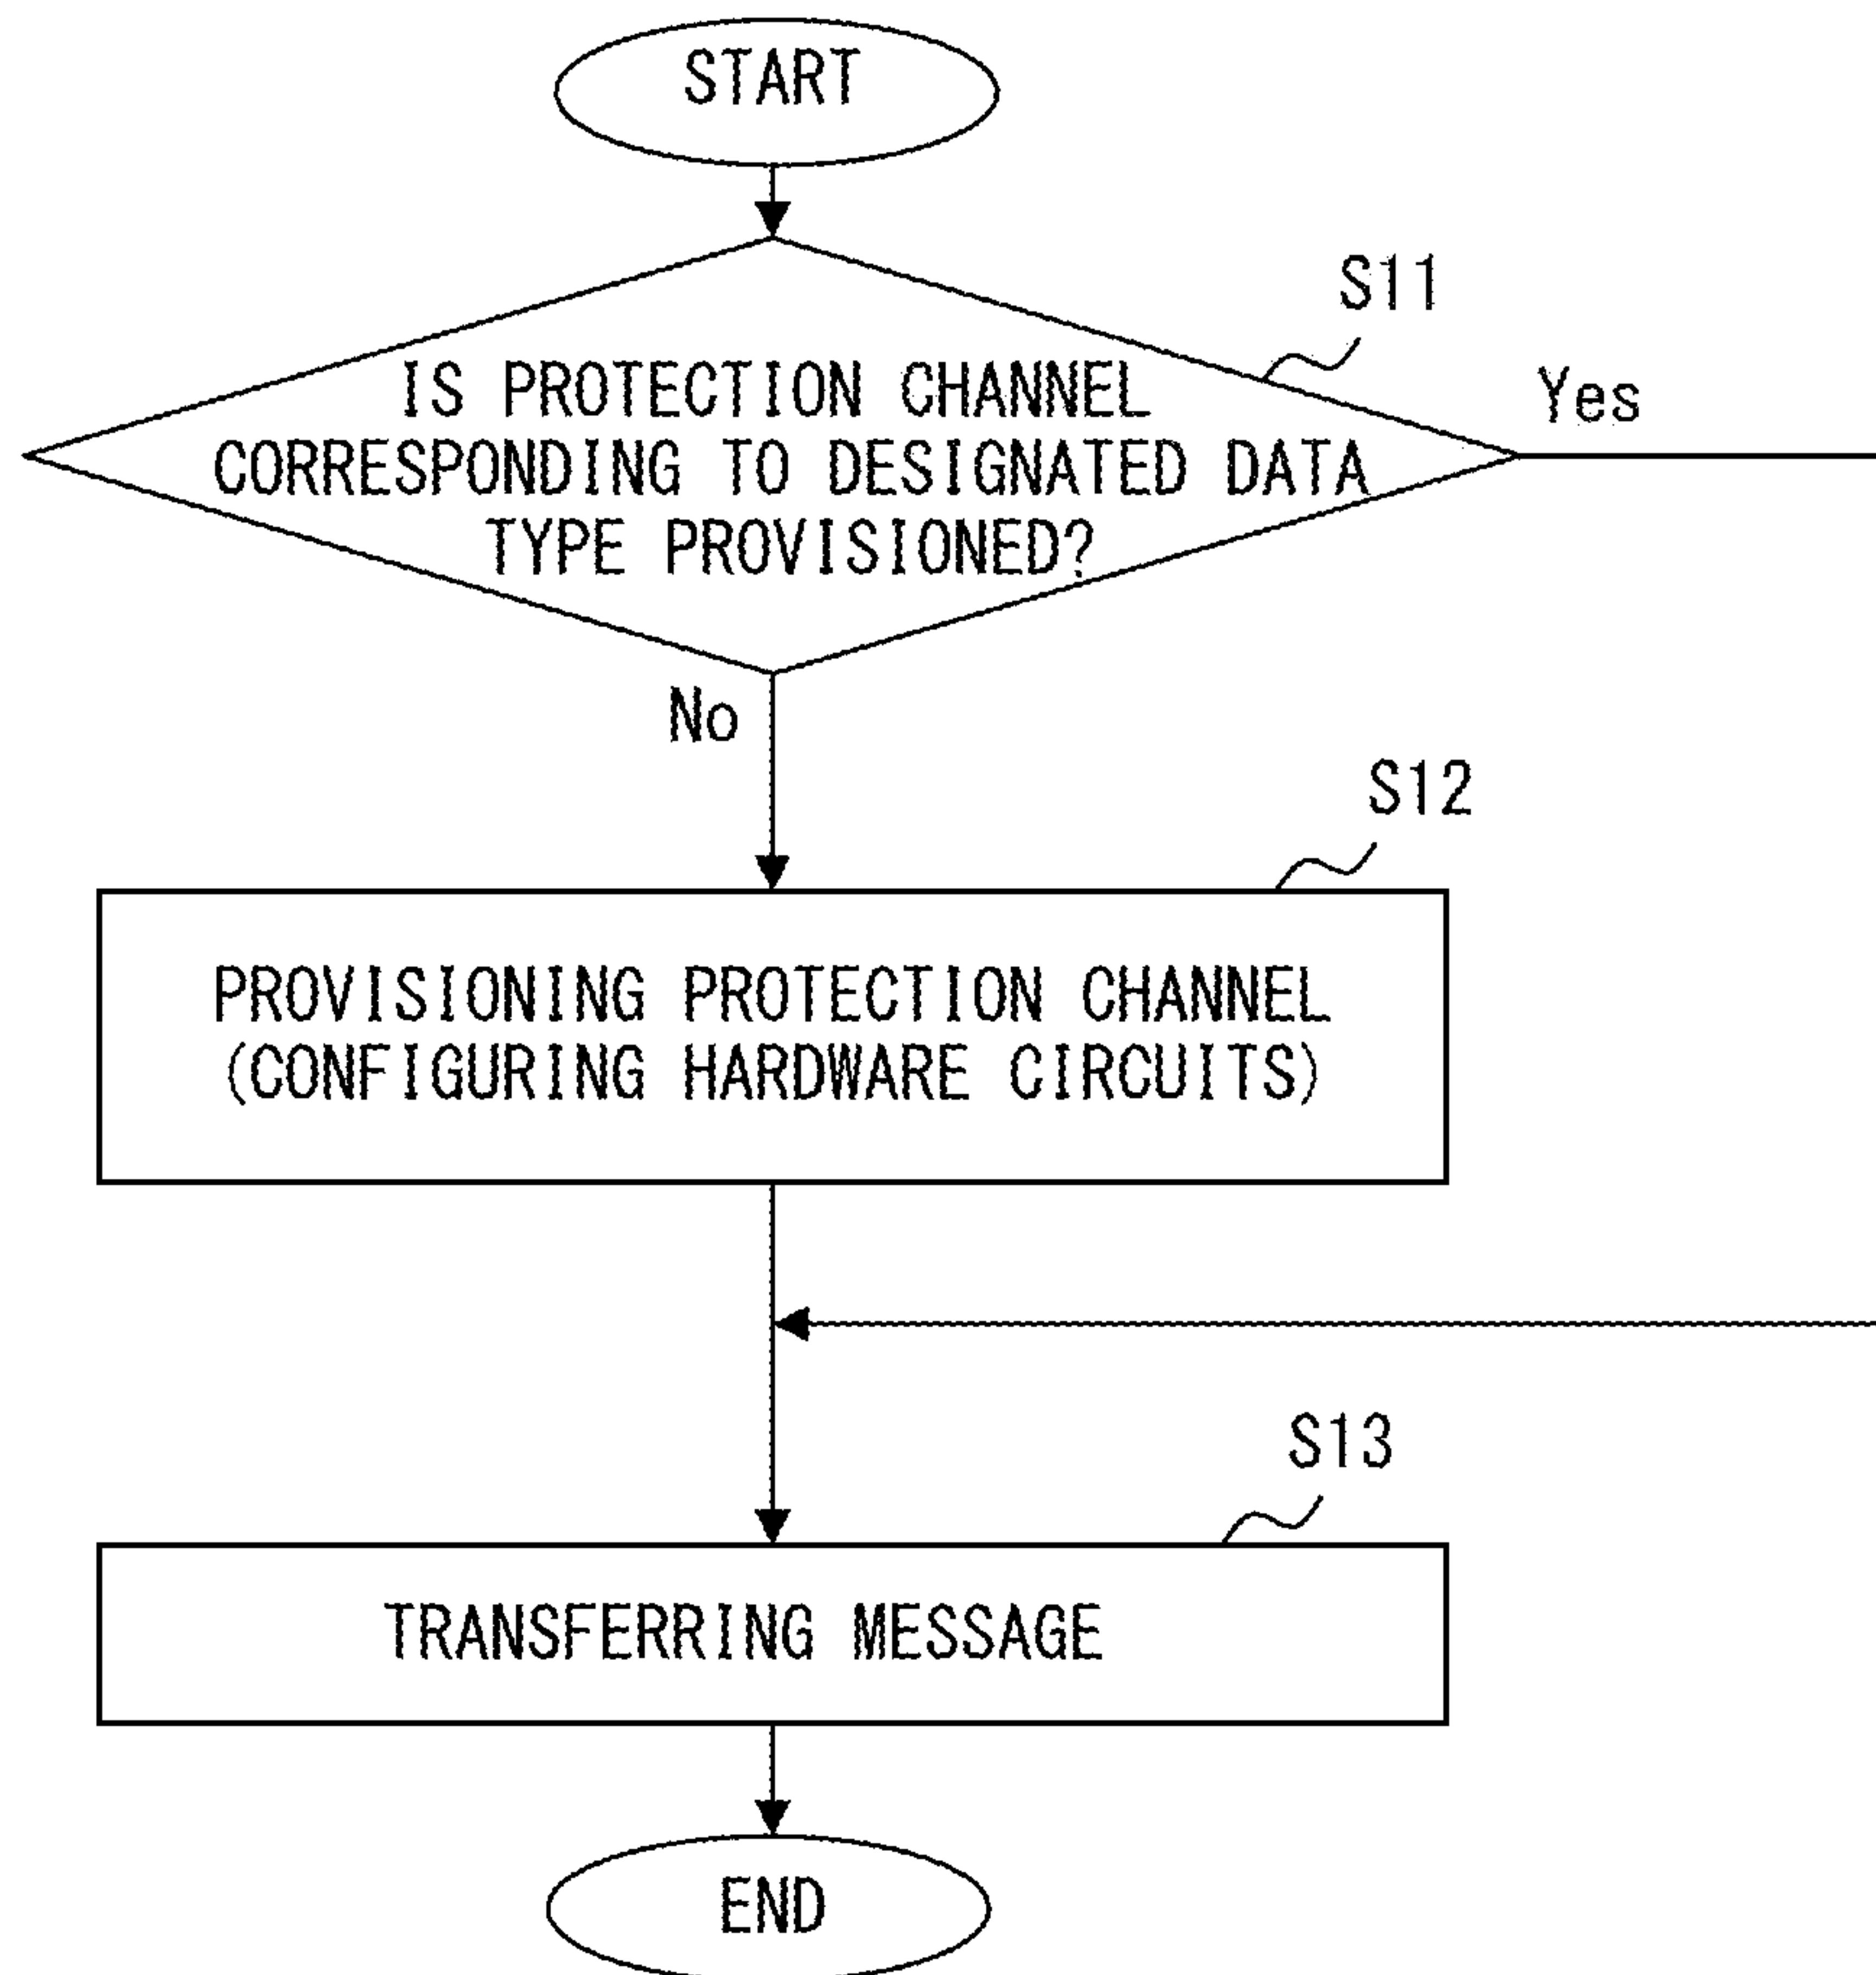 START
S11
IS PROTECTION CHANNEL
CORRESPONDING TO DESIGNATED DATA
TYPE PROVISIONED?
Yes
No
S12
PROVISIONING PROTECTION CHANNEL
(CONFIGURING HARDWARE CIRCUITS)
S13
TRANSFERRING MESSAGE
END